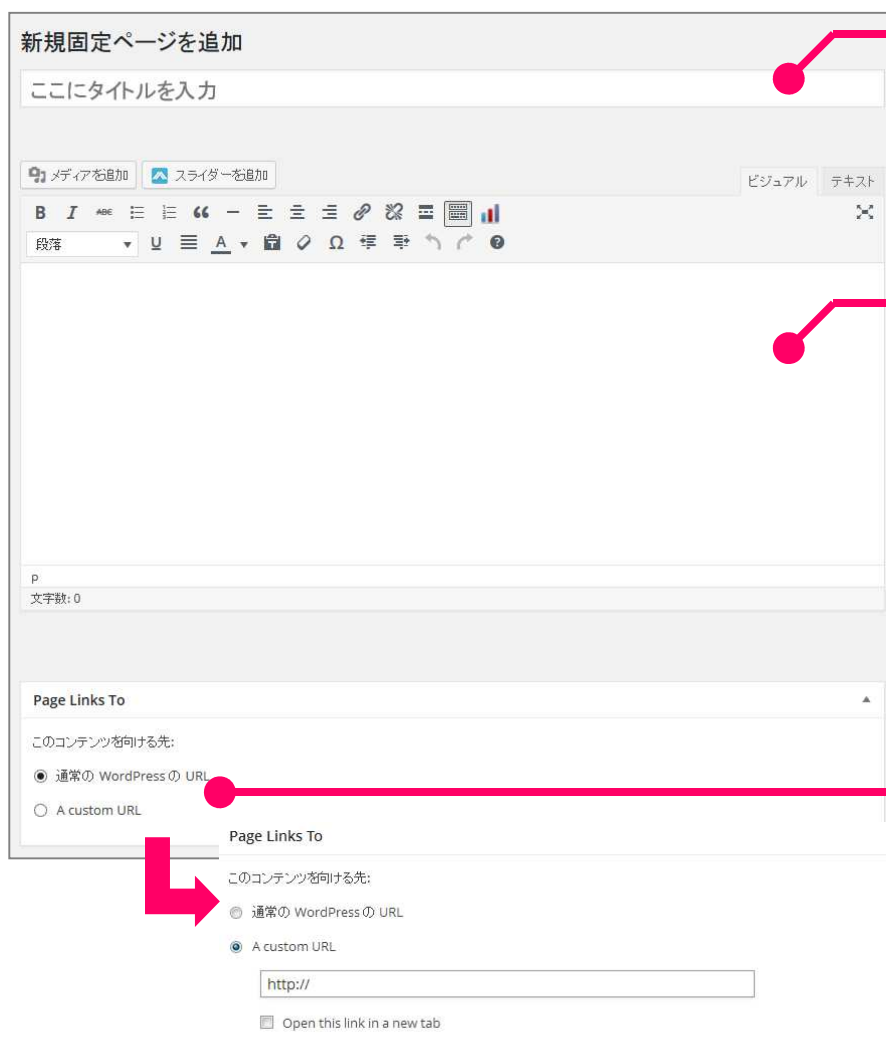 新規固定ページを追加
ここにタイトルを入力
メディアを追加 スライダーを追加
ビジュアル テキスト
B I ABC
段落 U A Ω
P
文字数: 0
Page Links To
このコンテンツを向ける先:
通常の WordPress の URL
A custom URL
Page Links To
このコンテンツを向ける先:
通常の WordPress の URL
A custom URL
http://
Open this link in a new tab